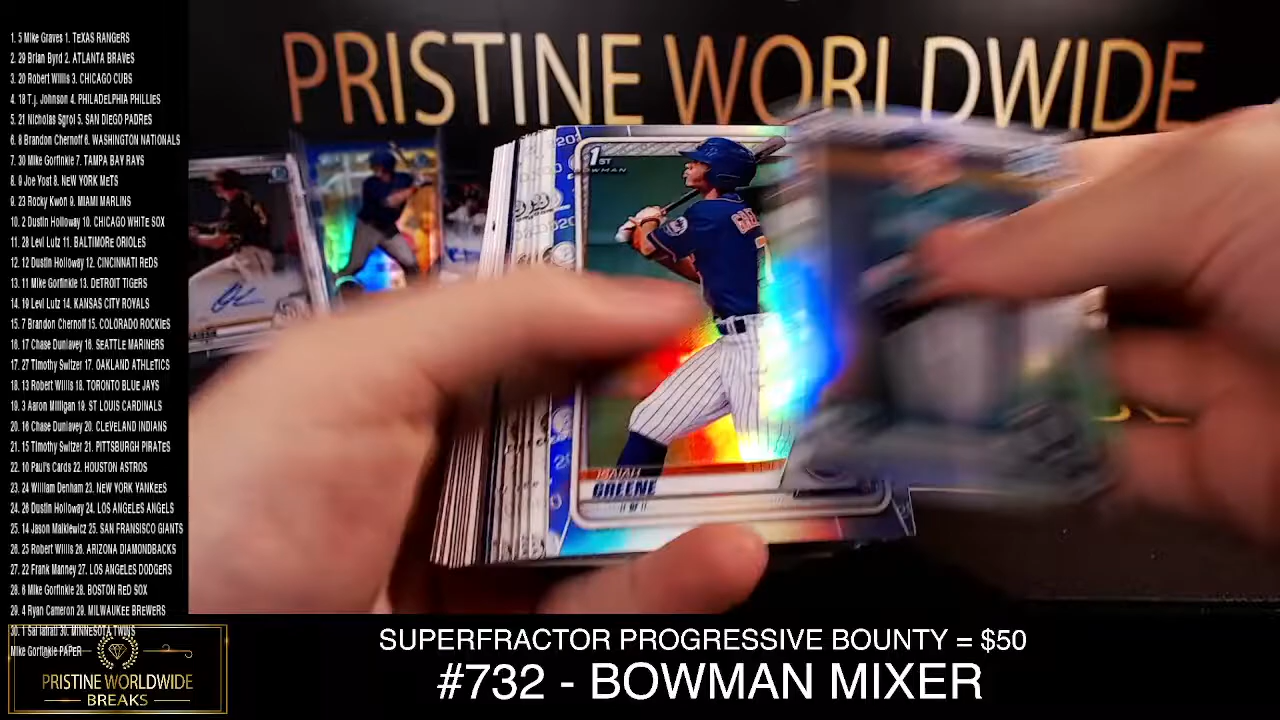 1. 5 Mike Graves 1. TEXAS RANGERS
2. 29 Brian Byrd 2. ATLANTA BRAVES
3. 20 Robert Willis 3. CHICAGO CUBS
4. 18 T.j. Johnson 4. PHILADELPHIA PHILLIES
5. 21 Nicholas Sgroi 5. SAN DIEGO PADRES
6. 8 Brandon Chernoff 6. WASHINGTON NATIONALS
7. 30 Mike Gorfinkle 7. TAMPA BAY RAYS
8. 9 Joe Yost 8. NEW YORK METS
9. 23 Rocky Kwon 9. MIAMI MARLINS
10. 2 Dustin Holloway 10. CHICAGO WHITE SOX
11. 28 Levi Lutz 11. BALTIMORE ORIOLES
12. 12 Dustin Holloway 12. CINCINNATI REDS
13. 11 Mike Gorfinkle 13. DETROIT TIGERS
14. 19 Levi Lutz 14. KANSAS CITY ROYALS
15. 7 Brandon Chernoff 15. COLORADO ROCKIES
16. 17 Chase Dunlavey 16. SEATTLE MARINERS
17. 27 Timothy Switzer 17. OAKLAND ATHLETICS
18. 13 Robert Willis 18. TORONTO BLUE JAYS
19. 3 Aaron Milligan 19. ST LOUIS CARDINALS
20. 16 Chase Dunlavey 20. CLEVELAND INDIANS
21. 15 Timothy Switzer 21. PITTSBURGH PIRATES
22. 10 Paul's Cards 22. HOUSTON ASTROS
23. 24 William Denham 23. NEW YORK YANKEES
24. 26 Dustin Holloway 24. LOS ANGELES ANGELS
25. 14 Jason Malkiewicz 25. SAN FRANSISCO GIANTS
26. 25 Robert Willis 26. ARIZONA DIAMONDBACKS
27. 22 Frank Manney 27. LOS ANGELES DODGERS
28. 6 Mike Gorfinkle 28. BOSTON RED SOX
29. 4 Ryan Cameron 29. MILWAUKEE BREWERS
30. 1 Sal Iafrati 30. MINNESOTA TWINS
Mike Gorfinkle PAPER
PRISTINE WORLDWIDE
BREAKS
PRISTINE WORLDWIDE
1ST
BOWMAN
ISAIAH
GREENE
SUPERFRACTOR PROGRESSIVE BOUNTY = $50
#732 - BOWMAN MIXER